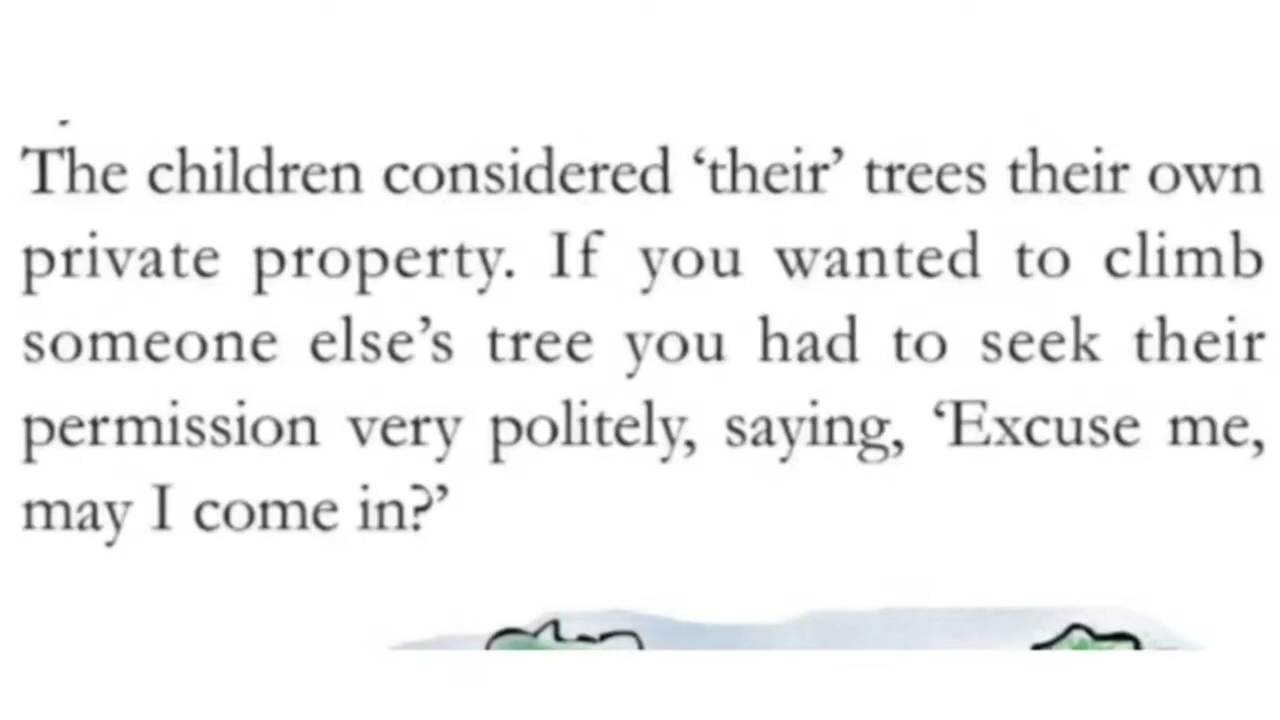 The children considered ‘their’ trees their own
private property. If you wanted to climb
someone else’s tree you had to seek their
permission very politely, saying, ‘Excuse me,
may I come in?’